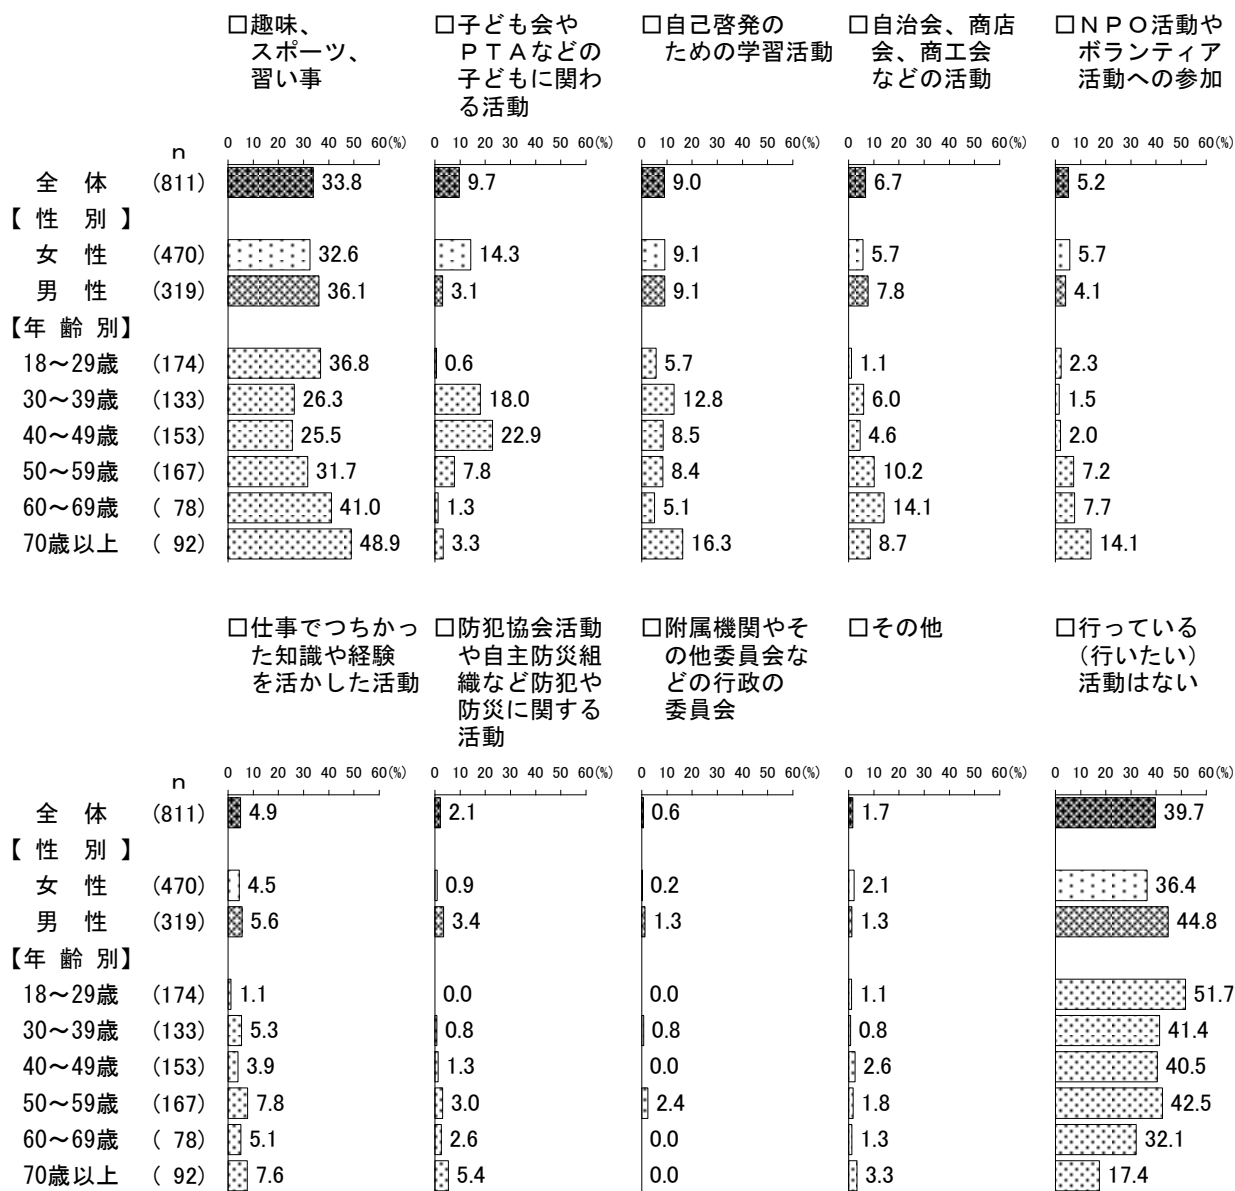 □趣味、
スポーツ、
習い事
□子ども会や
ＰＴＡなどの
子どもに関わ
る活動
□自己啓発の
ための学習活動
□自治会、商店
会、商工会
などの活動
□ＮＰＯ活動や
ボランティア
活動への参加
n
0 10 20 30 40 50 60(%)
0 10 20 30 40 50 60(%)
0 10 20 30 40 50 60(%)
0 10 20 30 40 50 60(%)
0 10 20 30 40 50 60(%)
全 体 (811) 33.8 9.7 9.0 6.7 5.2
【 性 別 】
女 性 (470) 32.6 14.3 9.1 5.7 5.7
男 性 (319) 36.1 3.1 9.1 7.8 4.1
【年 齢 別】
18～29歳 (174) 36.8 0.6 5.7 1.1 2.3
30～39歳 (133) 26.3 18.0 12.8 6.0 1.5
40～49歳 (153) 25.5 22.9 8.5 4.6 2.0
50～59歳 (167) 31.7 7.8 8.4 10.2 7.2
60～69歳 ( 78) 41.0 1.3 5.1 14.1 7.7
70歳以上 ( 92) 48.9 3.3 16.3 8.7 14.1
□仕事でつちかっ
た知識や経験
を活かした活動
□防犯協会活動
や自主防災組
織など防犯や
防災に関する
活動
□附属機関やそ
の他委員会な
どの行政の
委員会
□その他
□行っている
（行いたい）
活動はない
n
0 10 20 30 40 50 60(%)
0 10 20 30 40 50 60(%)
0 10 20 30 40 50 60(%)
0 10 20 30 40 50 60(%)
0 10 20 30 40 50 60(%)
全 体 (811) 4.9 2.1 0.6 1.7 39.7
【 性 別 】
女 性 (470) 4.5 0.9 0.2 2.1 36.4
男 性 (319) 5.6 3.4 1.3 1.3 44.8
【年 齢 別】
18～29歳 (174) 1.1 0.0 0.0 1.1 51.7
30～39歳 (133) 5.3 0.8 0.8 0.8 41.4
40～49歳 (153) 3.9 1.3 0.0 2.6 40.5
50～59歳 (167) 7.8 3.0 2.4 1.8 42.5
60～69歳 ( 78) 5.1 2.6 0.0 1.3 32.1
70歳以上 ( 92) 7.6 5.4 0.0 3.3 17.4